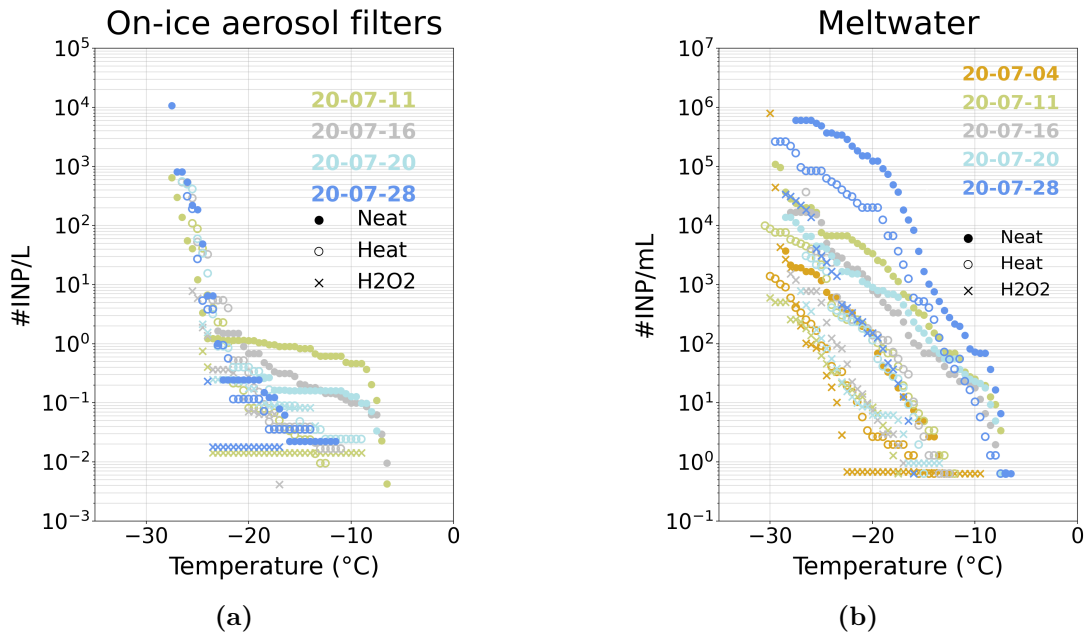 On-ice aerosol filters
#INP/L
10^5
10^4
10^3
10^2
10^1
10^0
10^−1
10^−2
10^−3
20-07-11
20-07-16
20-07-20
20-07-28
Neat
Heat
H2O2
−30
−20
−10
0
Temperature (°C)
(a)
Meltwater
#INP/mL
10^7
10^6
10^5
10^4
10^3
10^2
10^1
10^0
10^−1
20-07-04
20-07-11
20-07-16
20-07-20
20-07-28
Neat
Heat
H2O2
−30
−20
−10
0
Temperature (°C)
(b)